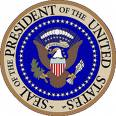 SEAL OF THE PRESIDENT OF THE UNITED STATES